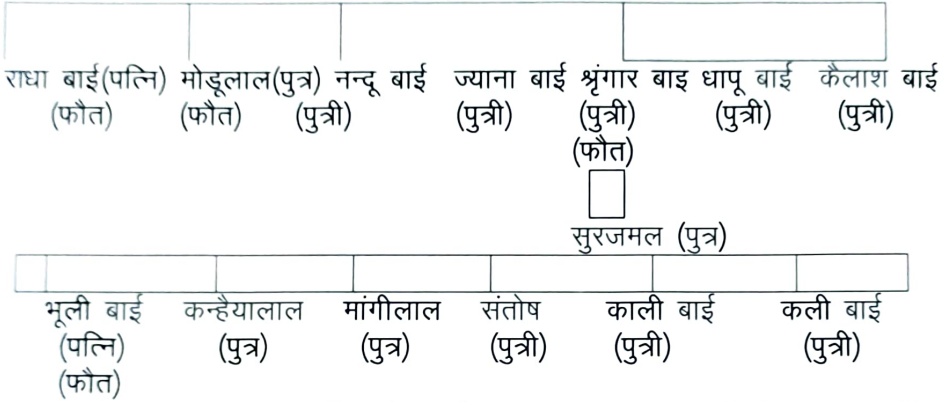 राधा बाई(पत्नि) मोडूलाल(पुत्र) नन्दू बाई ज्याना बाई श्रृंगार बाइ धापू बाई कैलाश बाई
(फौत) (फौत) (पुत्री) (पुत्री) (पुत्री) (पुत्री) (पुत्री)
(फौत)
सुरजमल (पुत्र)
भूली बाई कन्हैयालाल मांगीलाल संतोष काली बाई कली बाई
(पत्नि) (पुत्र) (पुत्र) (पुत्री) (पुत्री) (पुत्री)
(फौत)